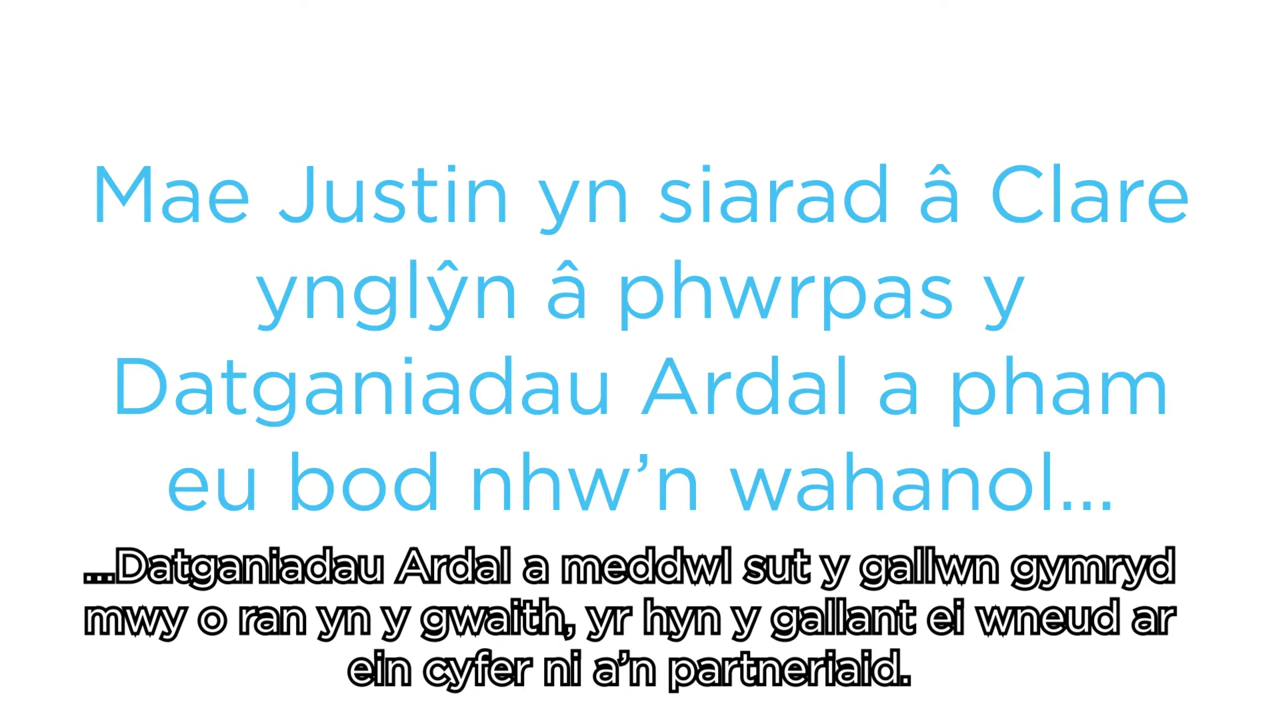 Mae Justin yn siarad â Clare
ynglŷn â phwrpas y
Datganiadau Ardal a pham
eu bod nhw’n wahanol...
...Datganiadau Ardal a meddwl sut y gallwn gymryd
mwy o ran yn y gwaith, yr hyn y gallant ei wneud ar
ein cyfer ni a’n partneriaid.